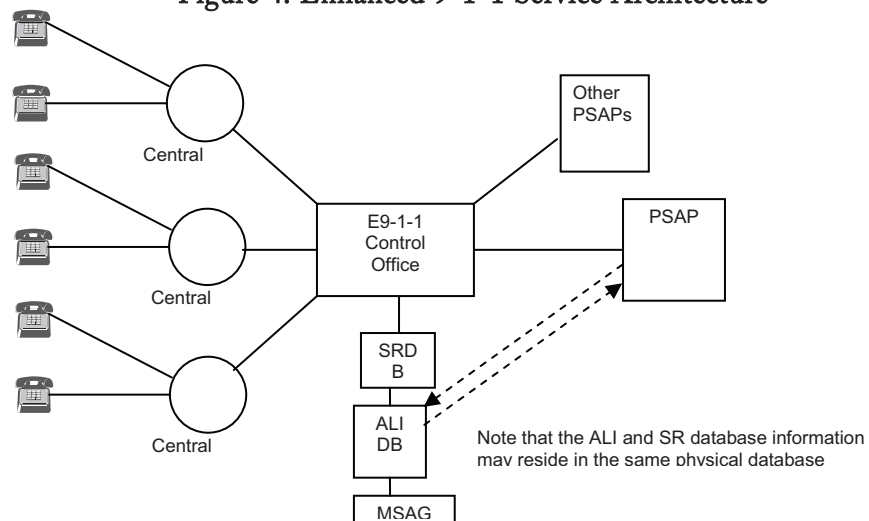 Figure 4: Enhanced 9-1-1 Service Architecture
Other
PSAPs
Central
E9-1-1
Control
Office
PSAP
Central
SRD
B
ALI
DB
Central
Note that the ALI and SR database information
may reside in the same physical database
MSAG